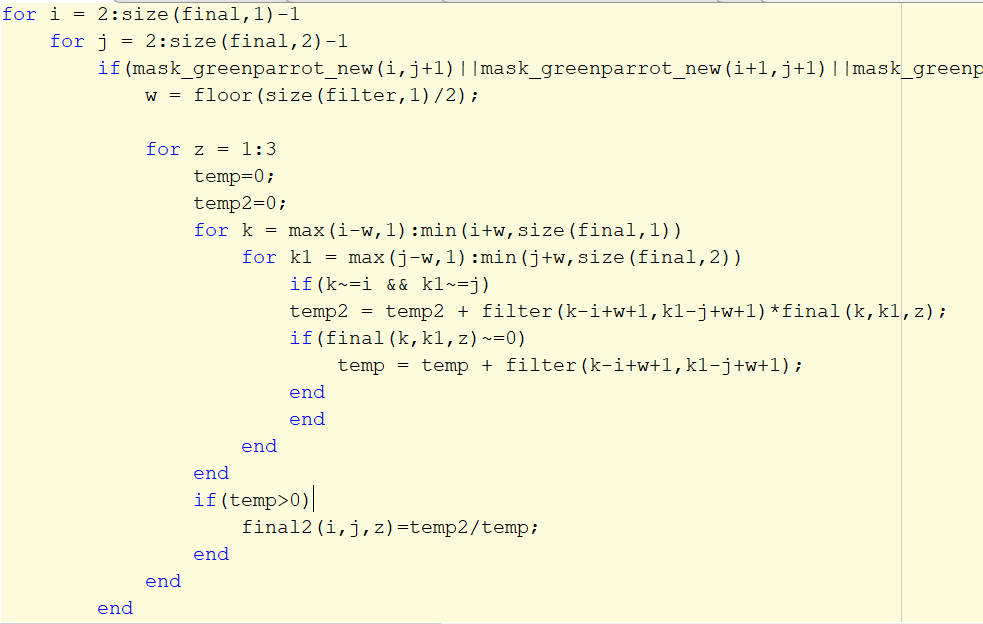 for i = 2:size(final,1)-1
for j = 2:size(final,2)-1
if(mask_greenparrot_new(i,j+1)||mask_greenparrot_new(i+1,j+1)||mask_greenp
w = floor(size(filter,1)/2);
for z = 1:3
temp=0;
temp2=0;
for k = max(i-w,1):min(i+w,size(final,1))
for k1 = max(j-w,1):min(j+w,size(final,2))
if(k~=i && k1~=j)
temp2 = temp2 + filter(k-i+w+1,k1-j+w+1)*final(k,k1,z);
if(final(k,k1,z)~=0)
temp = temp + filter(k-i+w+1,k1-j+w+1);
end
end
end
end
if(temp>0)
final2(i,j,z)=temp2/temp;
end
end
end